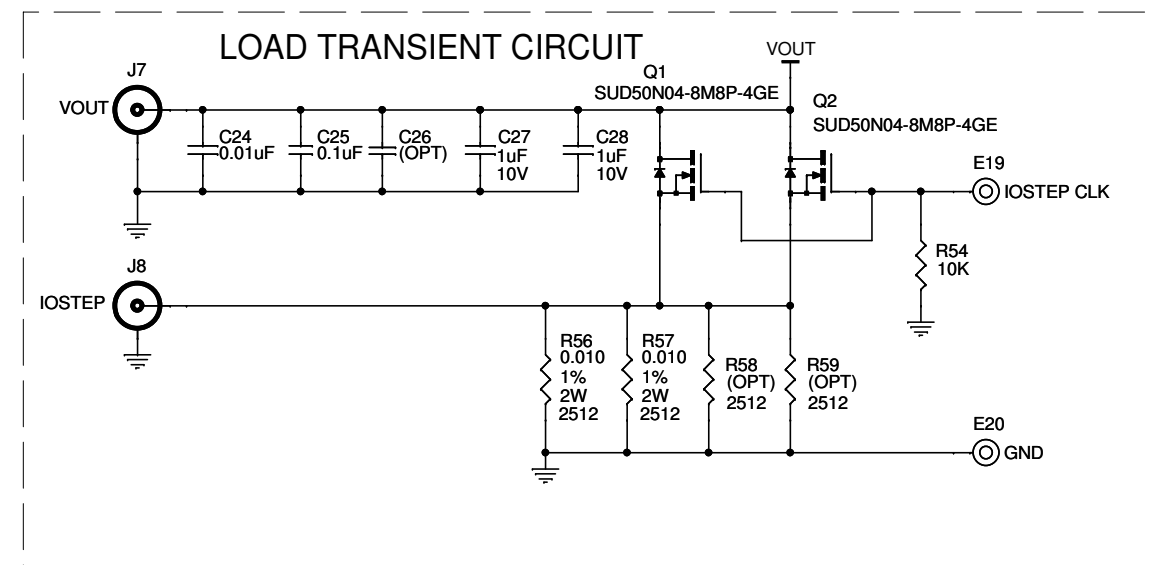 LOAD TRANSIENT CIRCUIT
J7
VOUT
C24
0.01uF
C25
0.1uF
C26
(OPT)
C27
1uF
10V
C28
1uF
10V
Q1
SUD50N04-8M8P-4GE
VOUT
Q2
SUD50N04-8M8P-4GE
E19
IOSTEP CLK
R54
10K
J8
IOSTEP
R56
0.010
1%
2W
2512
R57
0.010
1%
2W
2512
R58
(OPT)
2512
R59
(OPT)
2512
E20
GND